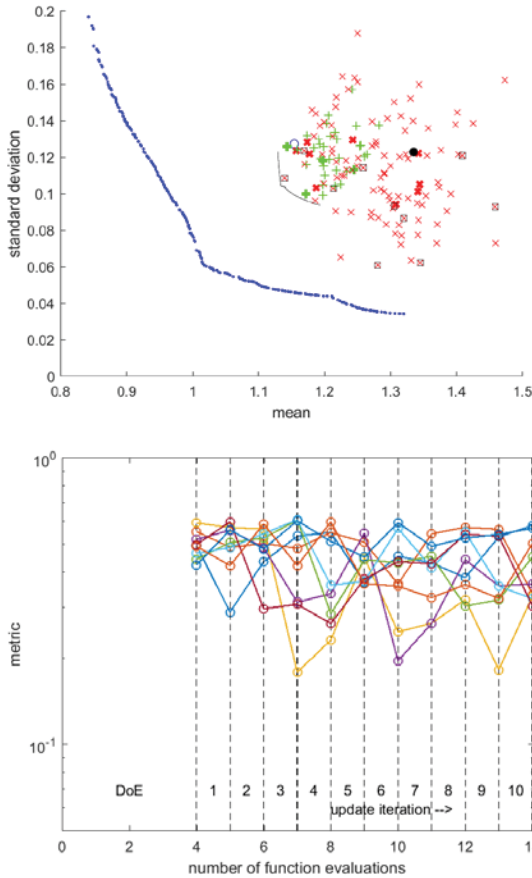 0.2
0.18
0.16
0.14
0.12
0.1
0.08
0.06
0.04
0.02
0
standard deviation
0.8 0.9 1 1.1 1.2 1.3 1.4 1.5
mean
10^0
10^-1
metric
DoE 1 2 3 4 5 6 7 8 9 10
update iteration -->
0 2 4 6 8 10 12
number of function evaluations